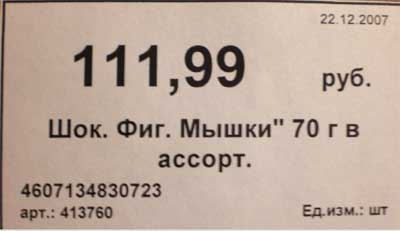 22.12.2007
111,99 руб.
Шок. Фиг. Мышки" 70 г в
ассорт.
4607134830723
арт.: 413760 Ед.изм.: шт